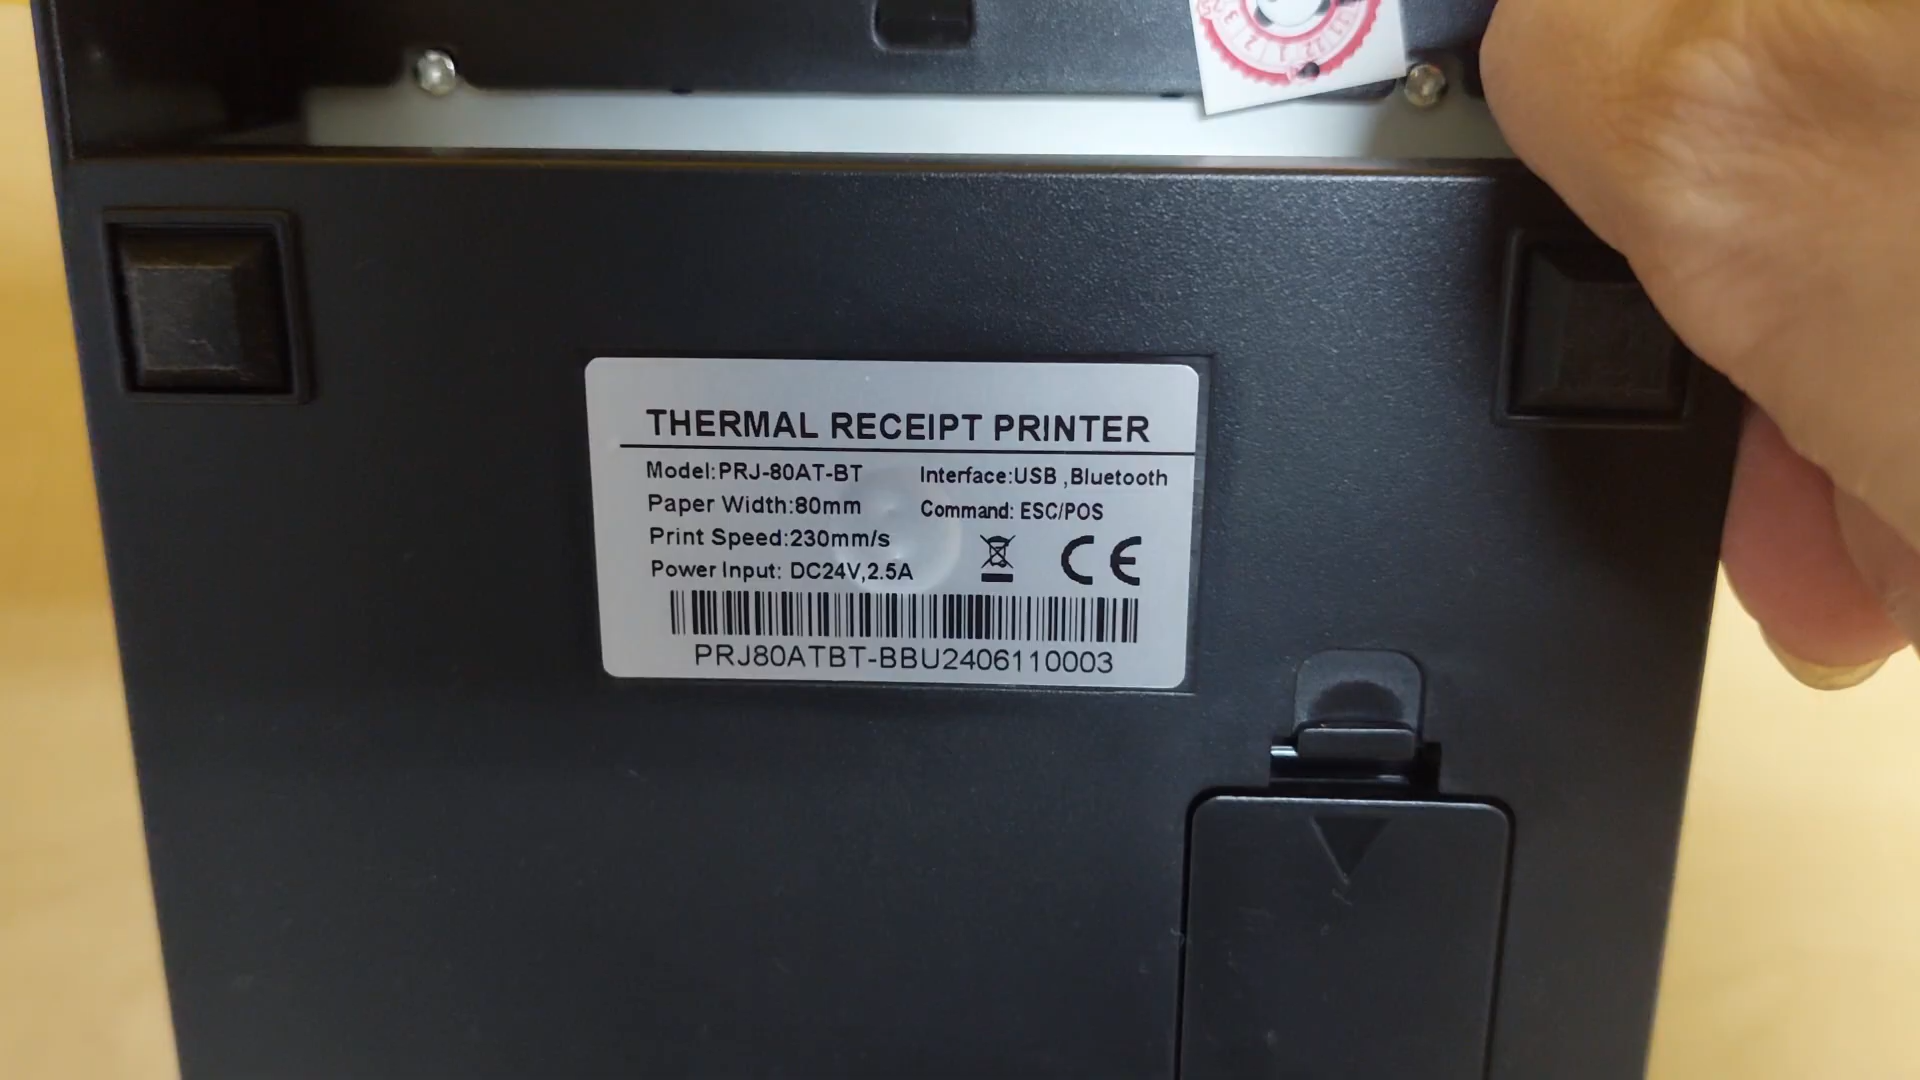 THERMAL RECEIPT PRINTER
Model:PRJ-80AT-BT Interface:USB ,Bluetooth
Paper Width:80mm Command: ESC/POS
Print Speed:230mm/s
Power Input: DC24V,2.5A CE
PRJ80ATBT-BBU2406110003